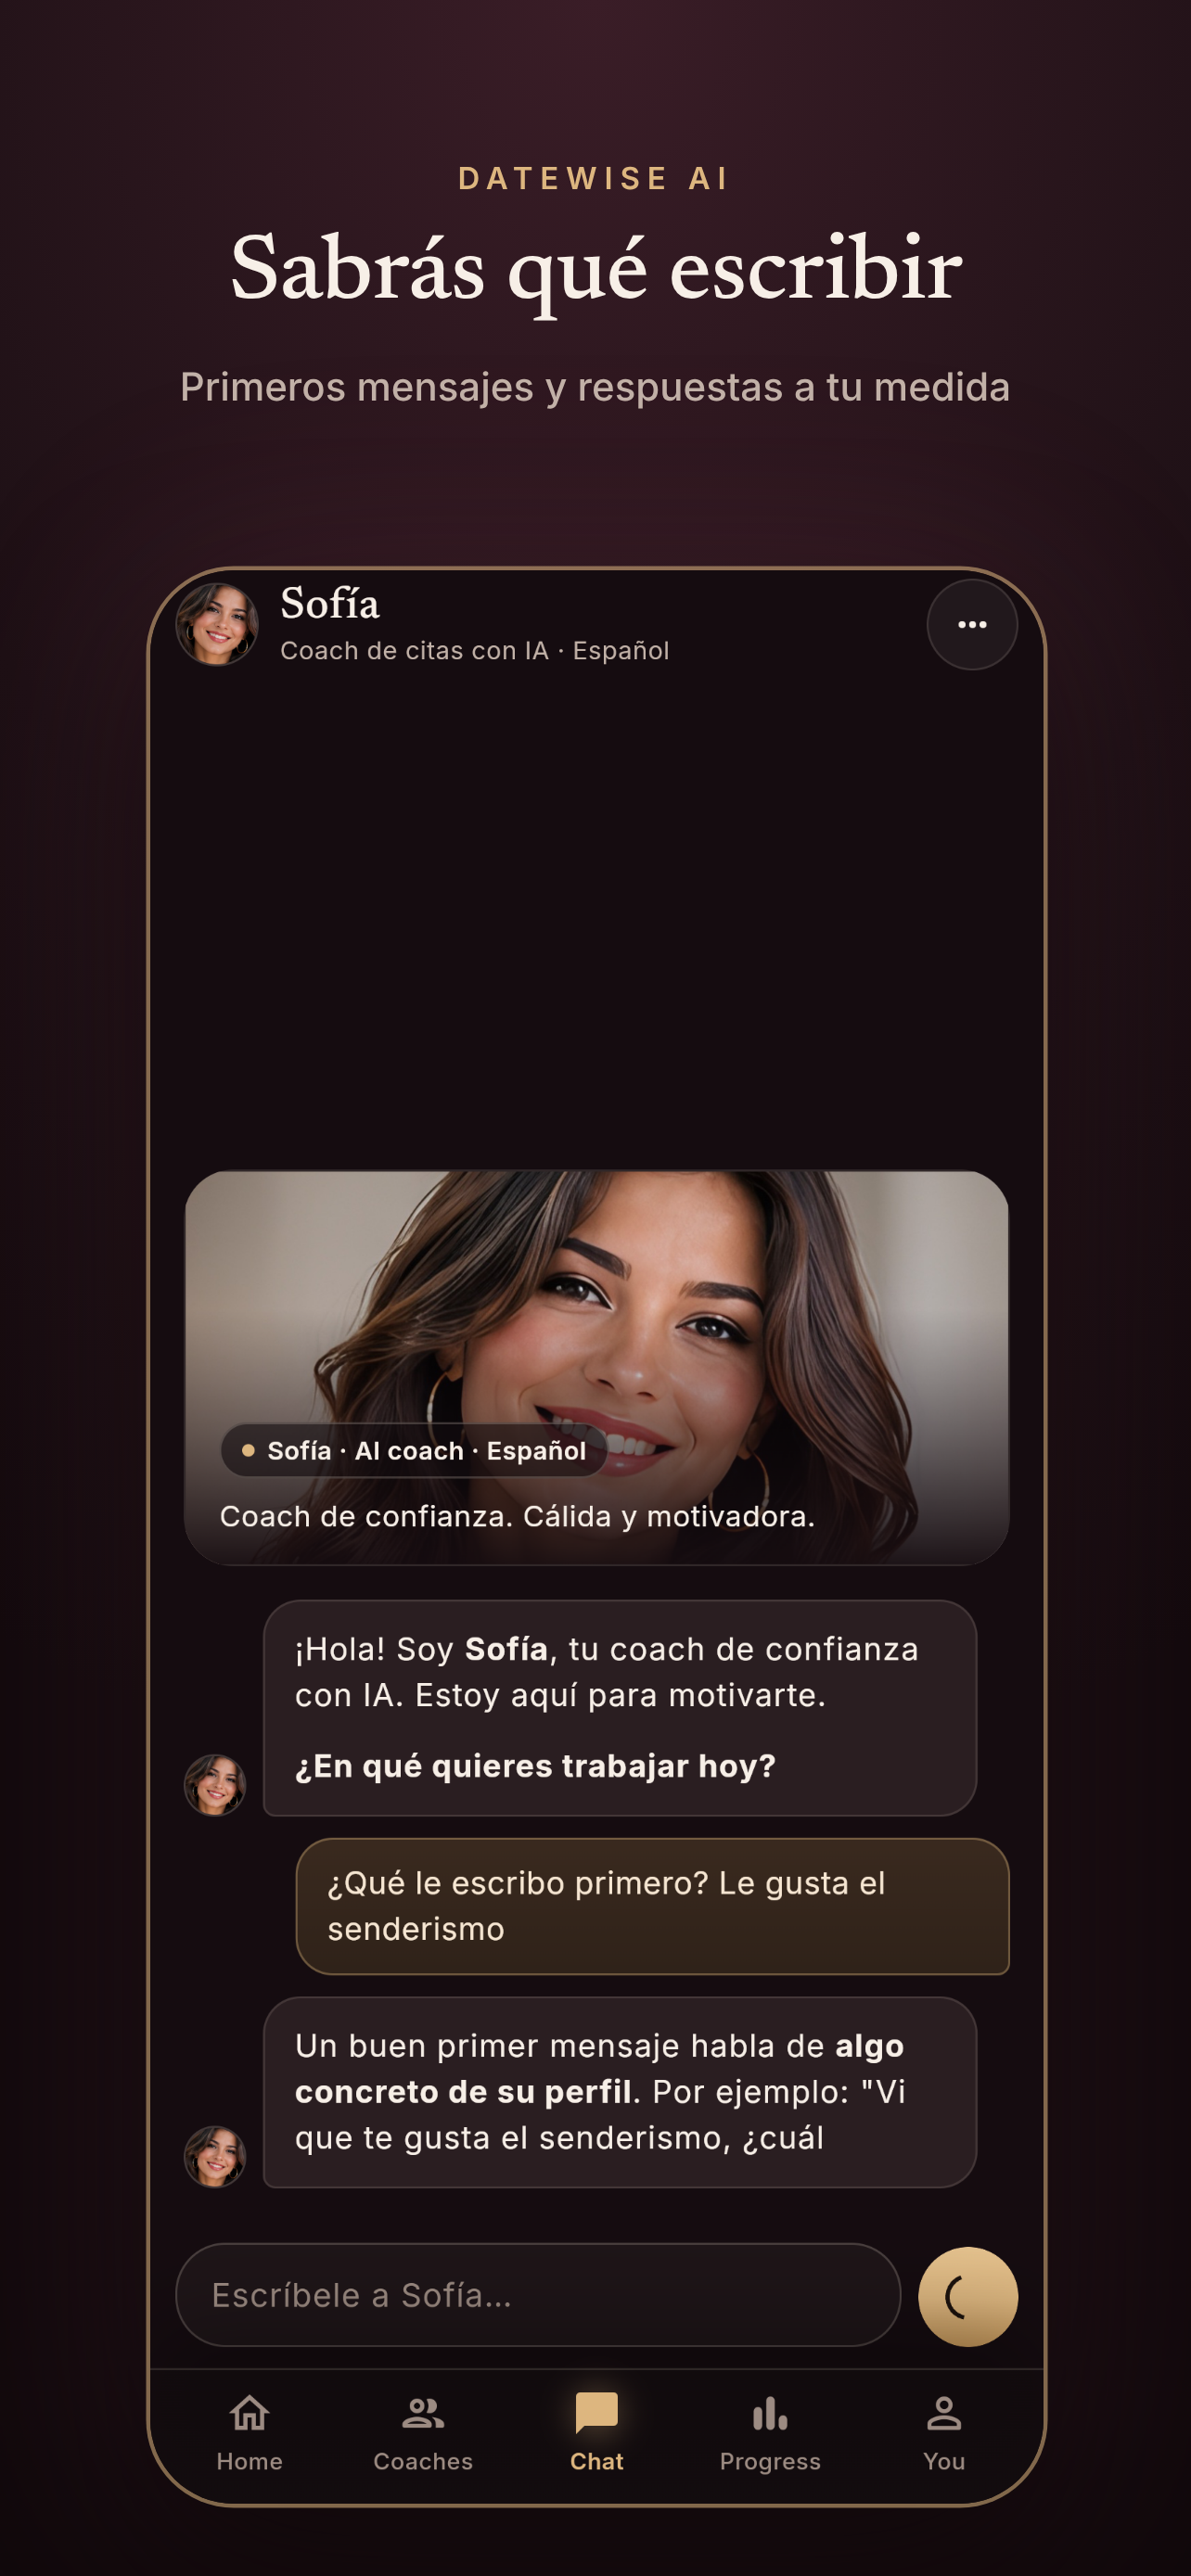 DATEWISE AI
Sabrás qué escribir
Primeros mensajes y respuestas a tu medida
Sofía
Coach de citas con IA · Español
Sofía · AI coach · Español
Coach de confianza. Cálida y motivadora.
¡Hola! Soy Sofía, tu coach de confianza
con IA. Estoy aquí para motivarte.
¿En qué quieres trabajar hoy?
¿Qué le escribo primero? Le gusta el
senderismo
Un buen primer mensaje habla de algo
concreto de su perfil. Por ejemplo: "Vi
que te gusta el senderismo, ¿cuál
Escríbele a Sofía...
Home
Coaches
Chat
Progress
You